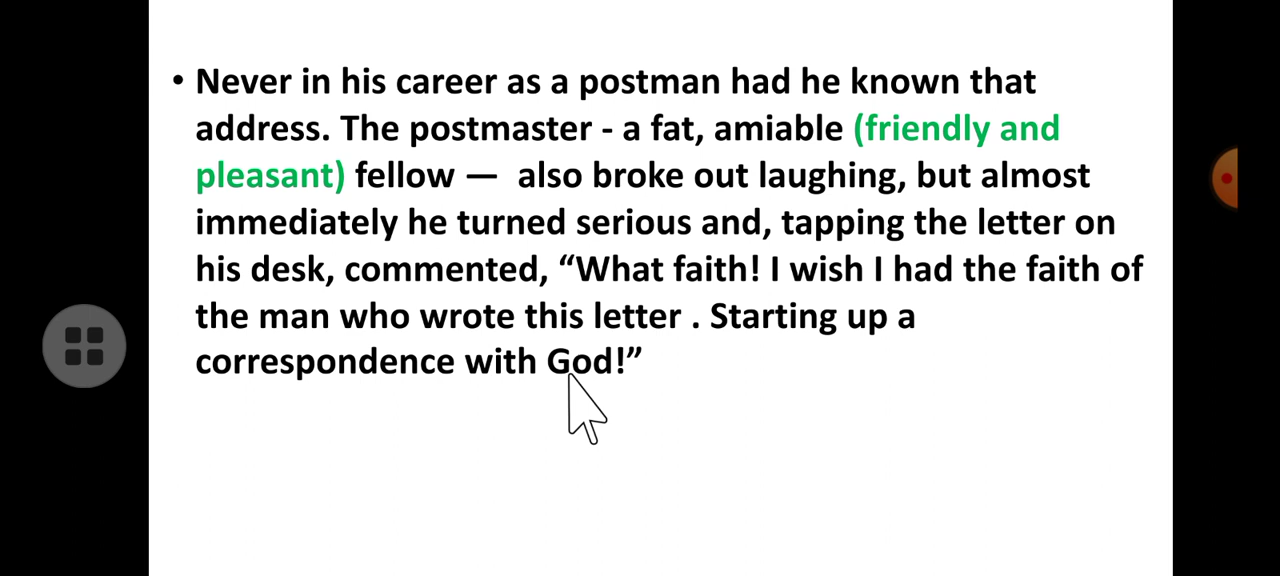 • Never in his career as a postman had he known that
address. The postmaster - a fat, amiable (friendly and
pleasant) fellow — also broke out laughing, but almost
immediately he turned serious and, tapping the letter on
his desk, commented, “What faith! I wish I had the faith of
the man who wrote this letter . Starting up a
correspondence with God!”